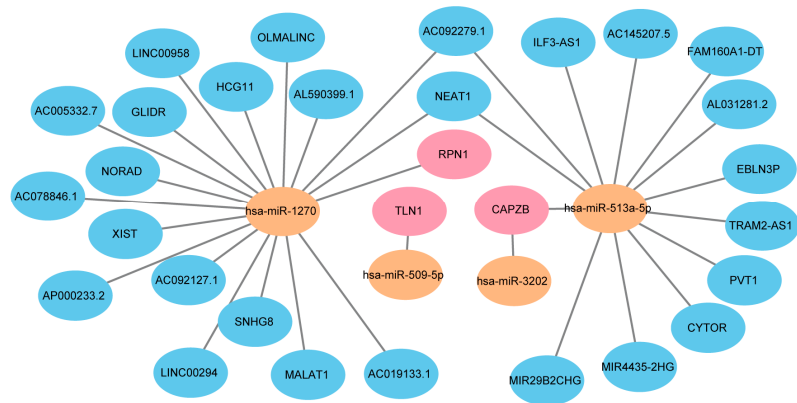 OLMALINC
AC092279.1
ILF3-AS1
AC145207.5
FAM160A1-DT
LINC00958
HCG11
AL590399.1
NEAT1
AL031281.2
AC005332.7
GLIDR
RPN1
NORAD
EBLN3P
AC078846.1
hsa-miR-1270
TLN1
CAPZB
hsa-miR-513a-5p
XIST
TRAM2-AS1
AP000233.2
AC092127.1
hsa-miR-509-5p
hsa-miR-3202
PVT1
SNHG8
CYTOR
LINC00294
MALAT1
AC019133.1
MIR29B2CHG
MIR4435-2HG